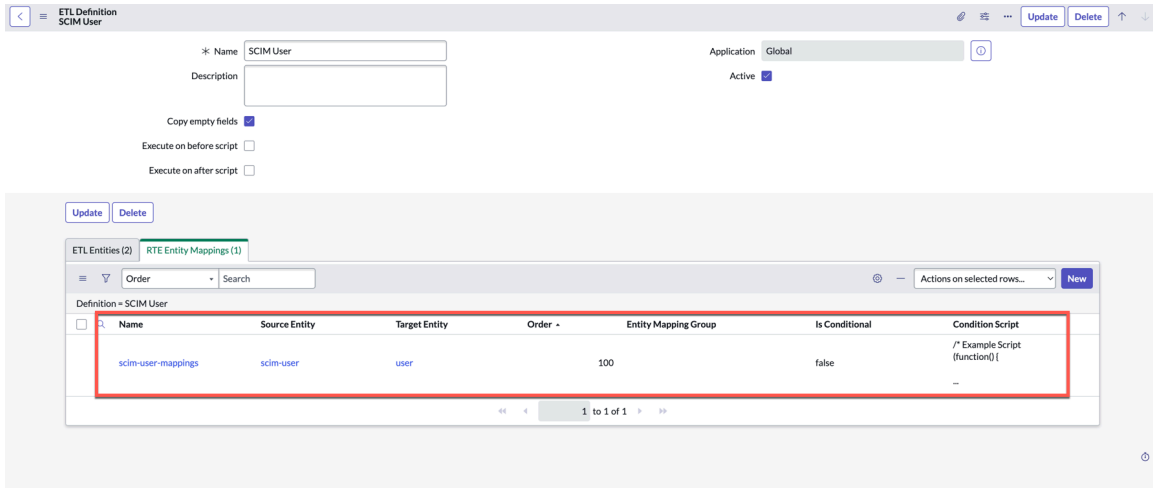 ETL Definition
SCIM User
Update Delete
Name SCIM User
Application Global
Description
Active
Copy empty fields
Execute on before script
Execute on after script
Update Delete
ETL Entities (2) RTE Entity Mappings (1)
Order Search Actions on selected rows... New
Definition = SCIM User
Name Source Entity Target Entity Order Entity Mapping Group Is Conditional Condition Script
/* Example Script
(function() {
scim-user-mappings scim-user user 100 false
...
1 to 1 of 1